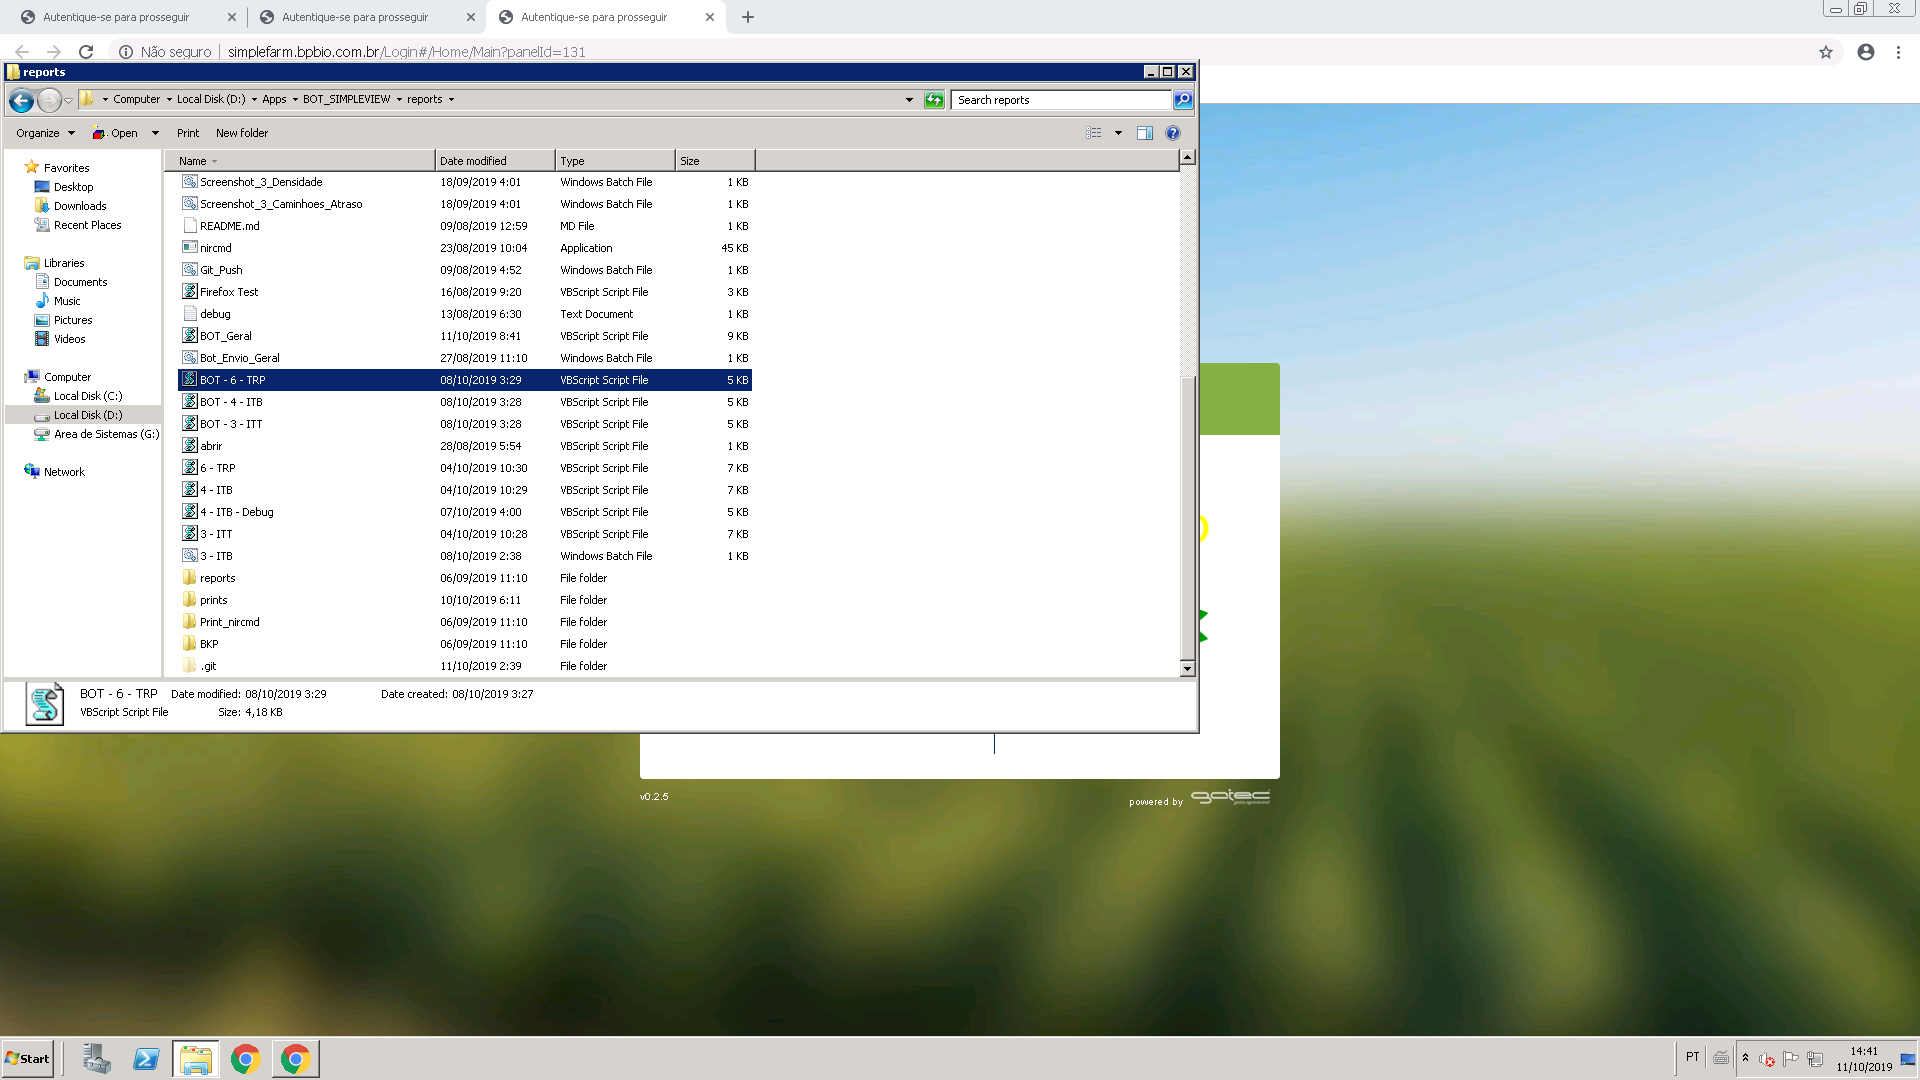 Autentique-se para prosseguir
Autentique-se para prosseguir
Autentique-se para prosseguir
Não seguro simplefarm.bpbio.com.br/Login#/Home/Main?panelId=131
reports
Computer Local Disk (D:) Apps BOT_SIMPLEVIEW reports
Search reports
Organize Open Print New folder
Favorites
Desktop
Downloads
Recent Places
Libraries
Documents
Music
Pictures
Videos
Computer
Local Disk (C:)
Local Disk (D:)
Area de Sistemas (G:)
Network
Name Date modified Type Size
Screenshot_3_Densidade 18/09/2019 4:01 Windows Batch File 1 KB
Screenshot_3_Caminhoes_Atraso 18/09/2019 4:01 Windows Batch File 1 KB
README.md 09/08/2019 12:59 MD File 1 KB
nircmd 23/08/2019 10:04 Application 45 KB
Git_Push 09/08/2019 4:52 Windows Batch File 1 KB
Firefox Test 16/08/2019 9:20 VBScript Script File 3 KB
debug 13/08/2019 6:30 Text Document 1 KB
BOT_Geral 11/10/2019 8:41 VBScript Script File 9 KB
Bot_Envio_Geral 27/08/2019 11:10 Windows Batch File 1 KB
BOT - 6 - TRP 08/10/2019 3:29 VBScript Script File 5 KB
BOT - 4 - ITB 08/10/2019 3:28 VBScript Script File 5 KB
BOT - 3 - ITT 08/10/2019 3:28 VBScript Script File 5 KB
abrir 28/08/2019 5:54 VBScript Script File 1 KB
6 - TRP 04/10/2019 10:30 VBScript Script File 7 KB
4 - ITB 04/10/2019 10:29 VBScript Script File 7 KB
4 - ITB - Debug 07/10/2019 4:00 VBScript Script File 5 KB
3 - ITT 04/10/2019 10:28 VBScript Script File 7 KB
3 - ITB 08/10/2019 2:38 Windows Batch File 1 KB
reports 06/09/2019 11:10 File folder
prints 10/10/2019 6:11 File folder
Print_nircmd 06/09/2019 11:10 File folder
BKP 06/09/2019 11:10 File folder
.git 11/10/2019 2:39 File folder
BOT - 6 - TRP Date modified: 08/10/2019 3:29 Date created: 08/10/2019 3:27
VBScript Script File Size: 4,18 KB
v0.2.5
powered by gatec
Start
PT
14:41
11/10/2019